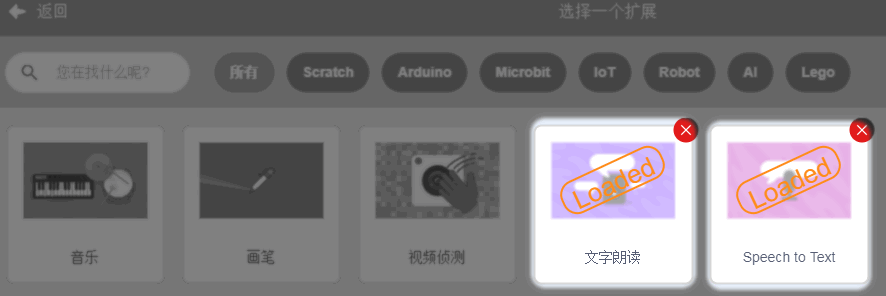 返回
选择一个扩展
您在找什么呢?
所有
Scratch
Arduino
Microbit
IoT
Robot
AI
Lego
Loaded
Loaded
音乐
画笔
视频侦测
文字朗读
Speech to Text